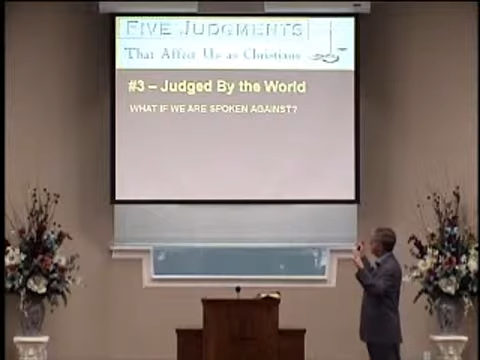 FIVE JUDGMENTS
That Affect Us as Christians
#3 – Judged By the World
WHAT IF WE ARE SPOKEN AGAINST?